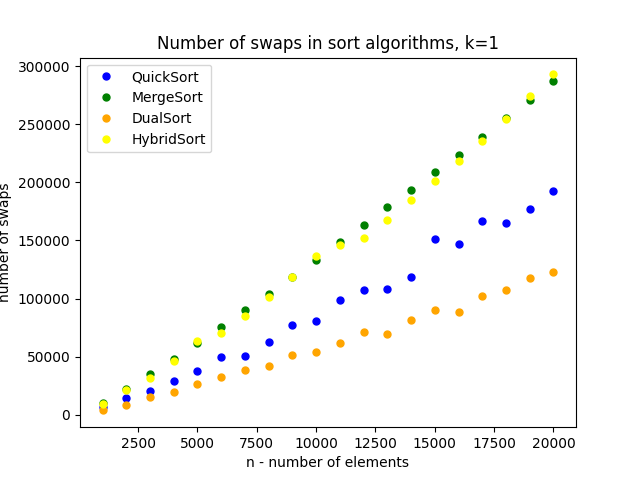 Number of swaps in sort algorithms, k=1
QuickSort
MergeSort
DualSort
HybridSort
300000
250000
200000
150000
100000
50000
0
number of swaps
2500
5000
7500
10000
12500
15000
17500
20000
n - number of elements